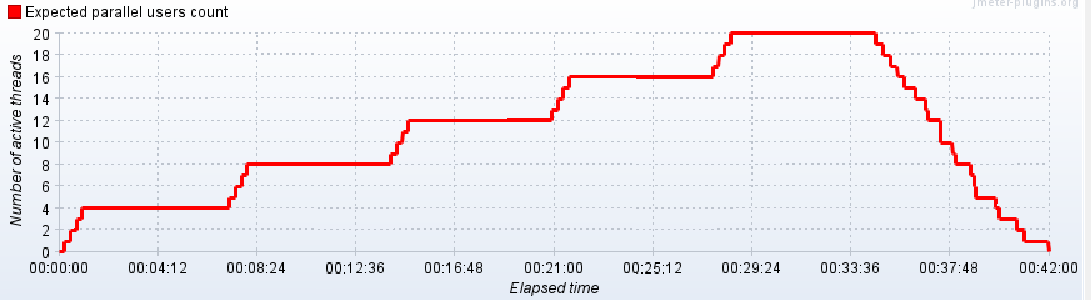 jmeter-plugins.org
Expected parallel users count
20
18
16
14
12
10
8
6
4
2
0
Number of active threads
00:00:00 00:04:12 00:08:24 00:12:36 00:16:48 00:21:00 00:25:12 00:29:24 00:33:36 00:37:48 00:42:00
Elapsed time